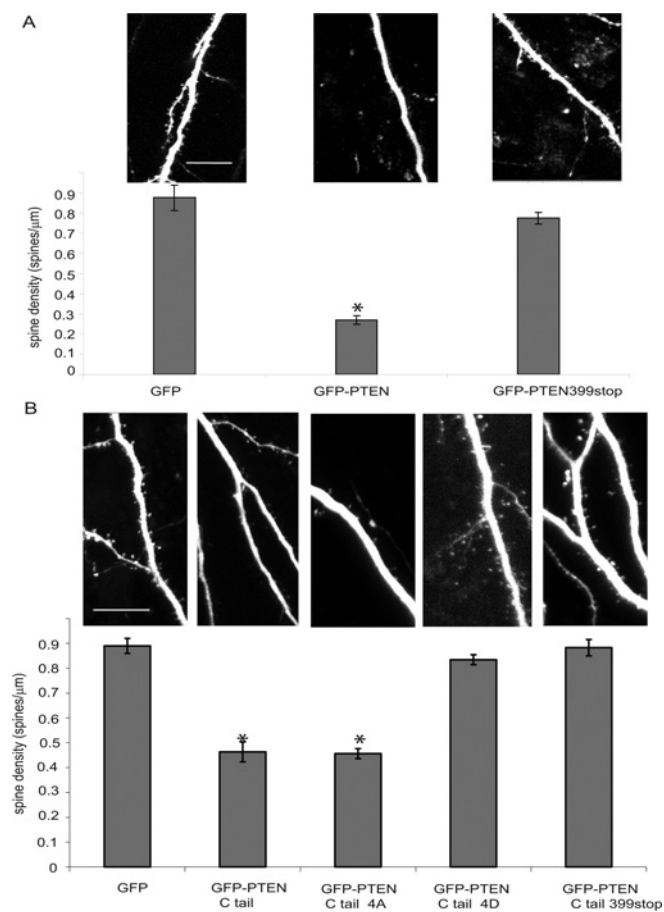 A
spine density (spines/μm)
0.9
0.8
0.7
0.6
0.5
0.4
0.3
0.2
0.1
0
*
GFP
GFP-PTEN
GFP-PTEN399stop
B
spine density (spines/μm)
1
0.9
0.8
0.7
0.6
0.5
0.4
0.3
0.2
0.1
0
*
*
GFP
GFP-PTEN
C tail
GFP-PTEN
C tail 4A
GFP-PTEN
C tail 4D
GFP-PTEN
C tail 399stop